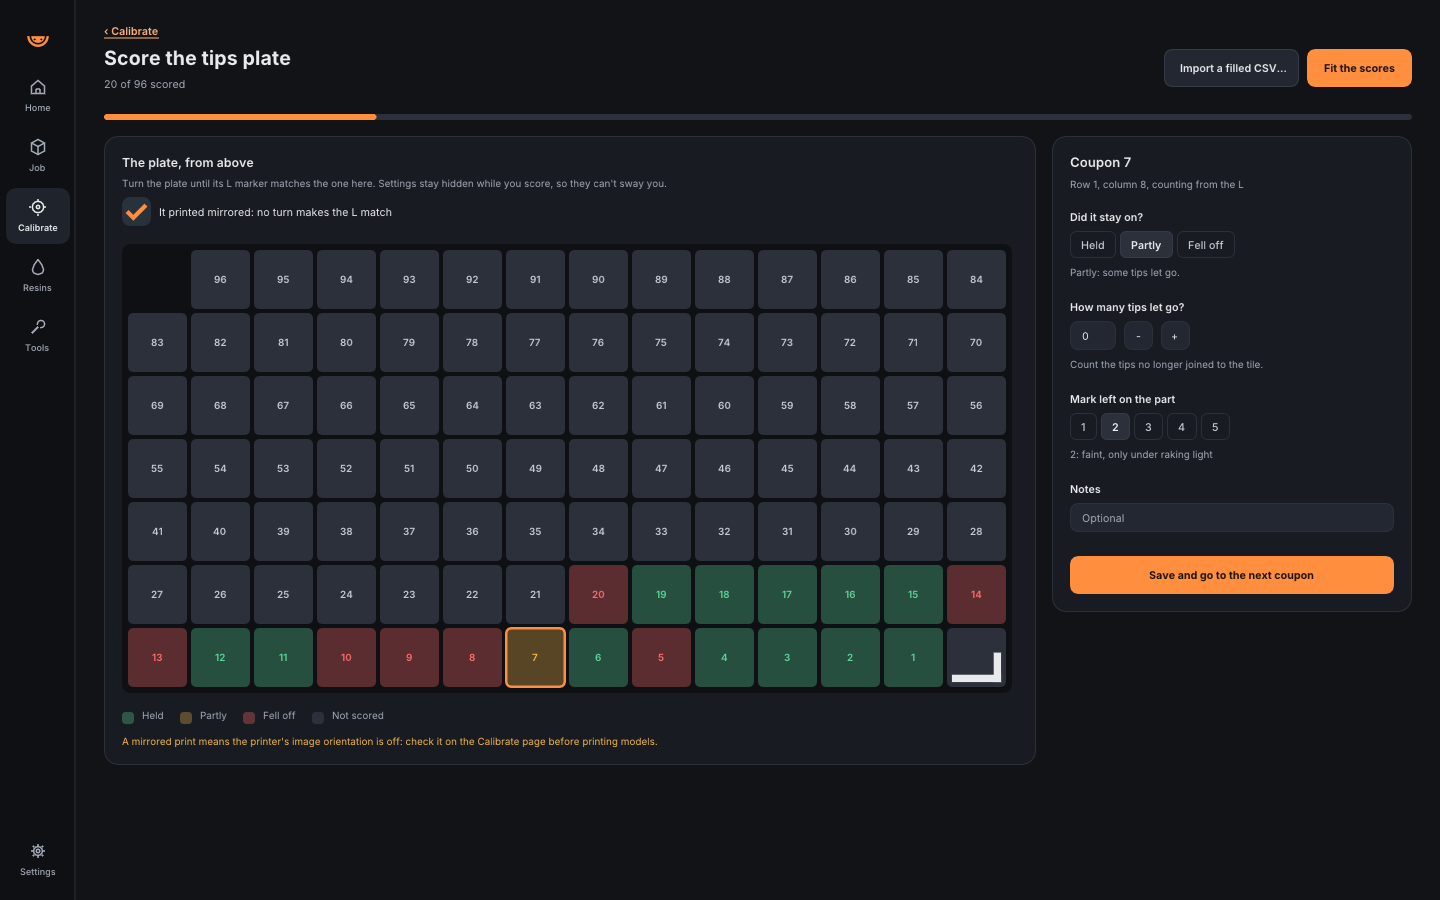 ‹ Calibrate
Score the tips plate
20 of 96 scored
Import a filled CSV...
Fit the scores
Home
Job
Calibrate
Resins
Tools
Settings
The plate, from above
Turn the plate until its L marker matches the one here. Settings stay hidden while you score, so they can't sway you.
It printed mirrored: no turn makes the L match
96 95 94 93 92 91 90 89 88 87 86 85 84
83 82 81 80 79 78 77 76 75 74 73 72 71 70
69 68 67 66 65 64 63 62 61 60 59 58 57 56
55 54 53 52 51 50 49 48 47 46 45 44 43 42
41 40 39 38 37 36 35 34 33 32 31 30 29 28
27 26 25 24 23 22 21 20 19 18 17 16 15 14
13 12 11 10 9 8 7 6 5 4 3 2 1
Held Partly Fell off Not scored
A mirrored print means the printer's image orientation is off: check it on the Calibrate page before printing models.
Coupon 7
Row 1, column 8, counting from the L
Did it stay on?
Held Partly Fell off
Partly: some tips let go.
How many tips let go?
0 - +
Count the tips no longer joined to the tile.
Mark left on the part
1 2 3 4 5
2: faint, only under raking light
Notes
Optional
Save and go to the next coupon